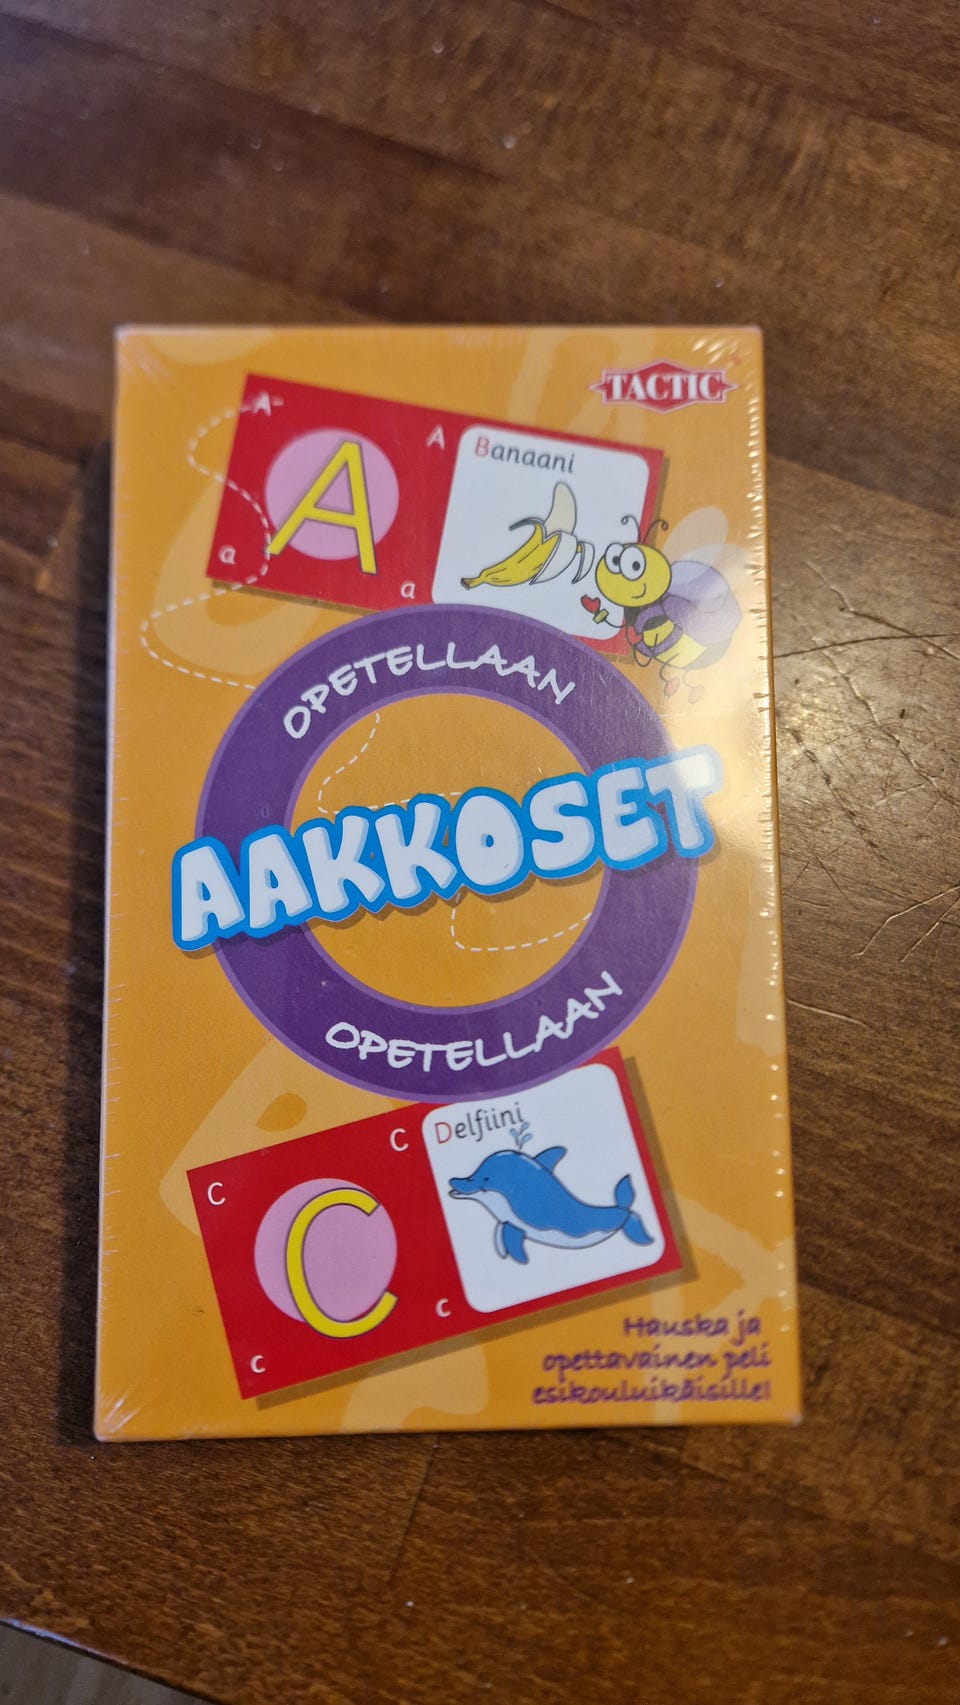 TACTIC
A
A
Banaani
A
a
a
OPETELLAAN
AAKKOSET
OPETELLAAN
Delfiini
C
C
C
c
c
Hauska ja
opettavainen peli
esikouluikäisille!